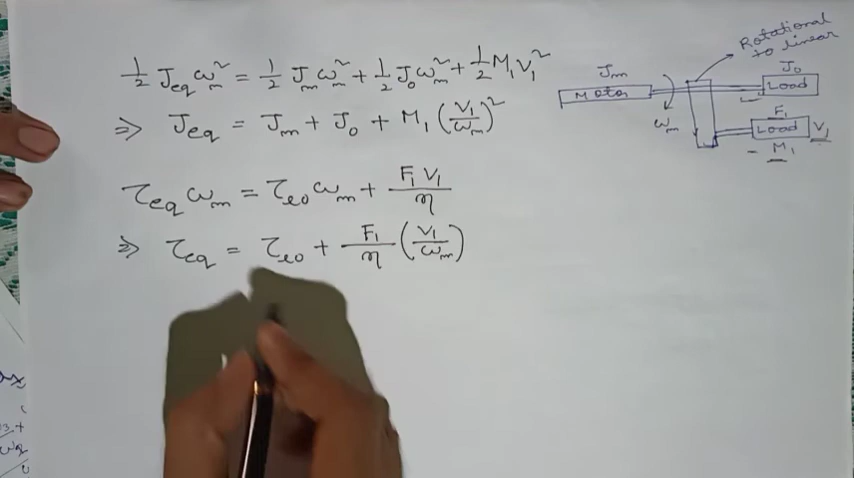 ½ J_eq ω_m² = ½ J_m ω_m² + ½ J_0 ω_m² + ½ M_1 V_1²
⇒ J_eq = J_m + J_0 + M_1 (V_1/ω_m)²
τ_eq ω_m = τ_eo ω_m + F_1 V_1/η
⇒ τ_eq = τ_eo + F_1/η (V_1/ω_m)
Rotational
to linear
J_m
Motor
ω_m
J_0
Load
F_1
Load V_1
M_1